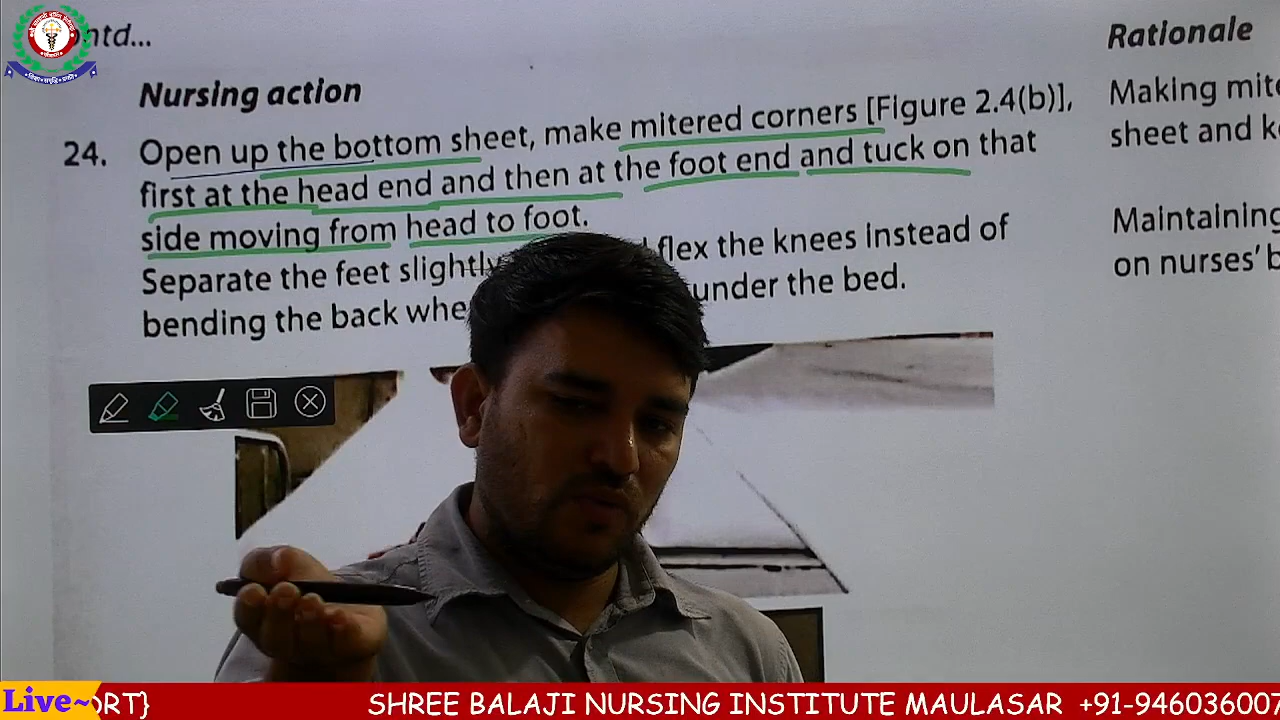 ntd...
Rationale
Nursing action
24. Open up the bottom sheet, make mitered corners [Figure 2.4(b)],
first at the head end and then at the foot end and tuck on that
side moving from head to foot.
Separate the feet slightly flex the knees instead of
bending the back whe under the bed.
Making mite
sheet and k
Maintaining
on nurses' b
Live~ ORT} SHREE BALAJI NURSING INSTITUTE MAULASAR +91-946036007